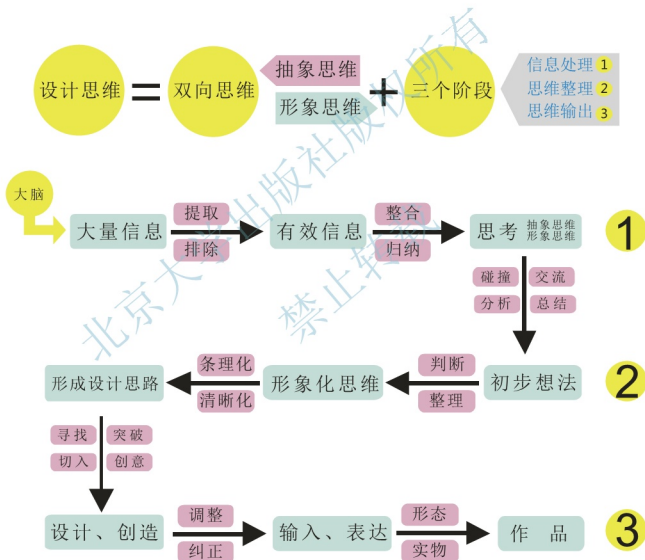 设计思维 = 双向思维 抽象思维 形象思维 + 三个阶段
信息处理 1
思维整理 2
思维输出 3
大脑
大量信息
提取
排除
有效信息
整合
归纳
思考 抽象思维 形象思维
1
碰撞 交流
分析 总结
初步想法
判断
整理
形象化思维
条理化
清晰化
形成设计思路
2
寻找 突破
切入 创意
设计、创造
调整
纠正
输入、表达
形态
实物
作 品
3
北京大学出版社版权所有
禁止转载